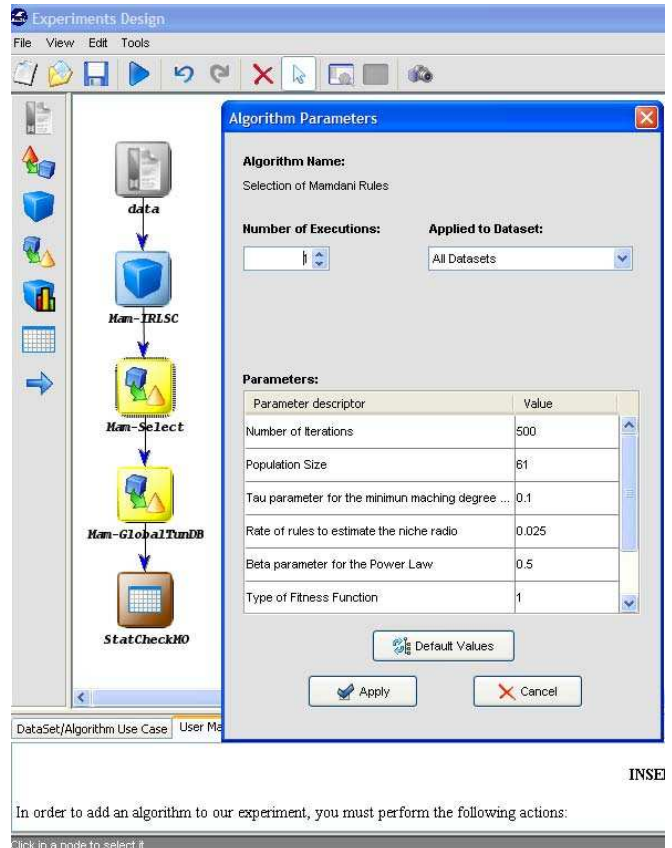 Experiments Design
File View Edit Tools
Algorithm Parameters
Algorithm Name:
Selection of Mamdani Rules
Number of Executions:
Applied to Dataset:
1
All Datasets
data
Mam-IRLSC
Mam-Select
Mam-GlobalTunDB
StatCheckMO
Parameters:
Parameter descriptor Value
Number of Iterations 500
Population Size 61
Tau parameter for the minimun maching degree ... 0.1
Rate of rules to estimate the niche radio 0.025
Beta parameter for the Power Law 0.5
Type of Fitness Function 1
Default Values
Apply
Cancel
DataSet/Algorithm Use Case
User Ma
INSE
In order to add an algorithm to our experiment, you must perform the following actions:
Click in a node to select it